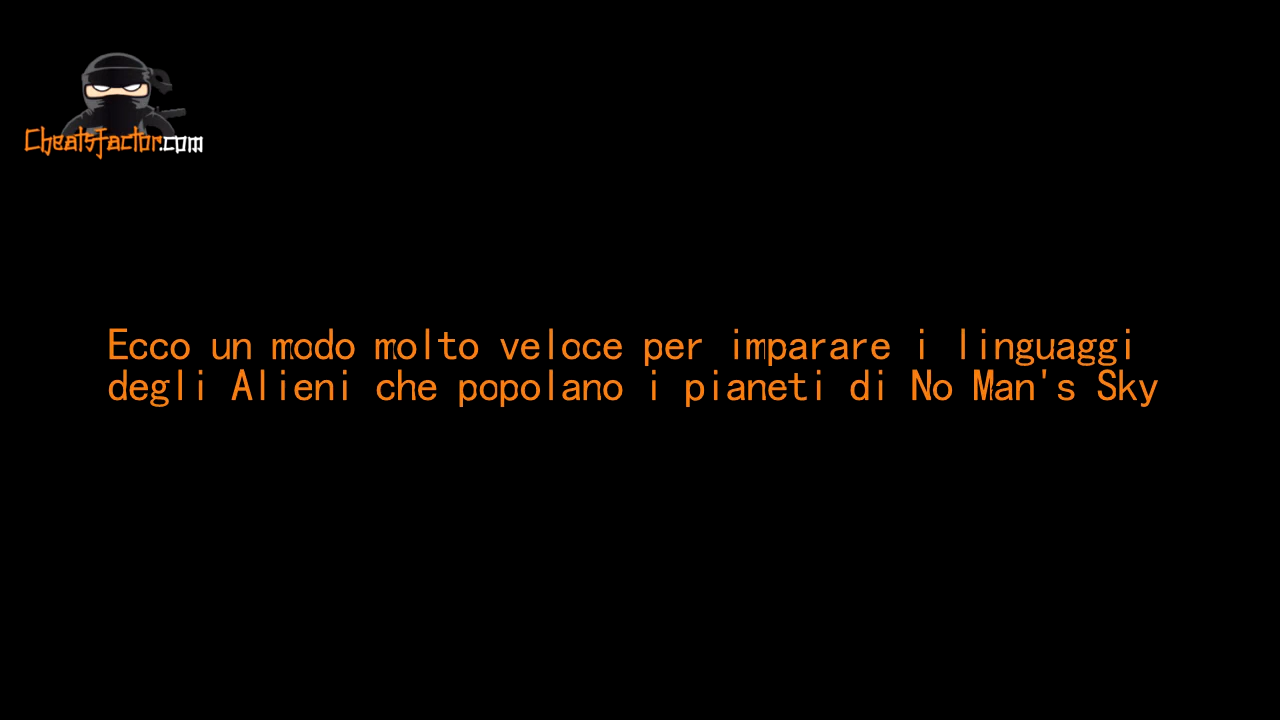 CheatsFactor.com
Ecco un modo molto veloce per imparare i linguaggi
degli Alieni che popolano i pianeti di No Man's Sky